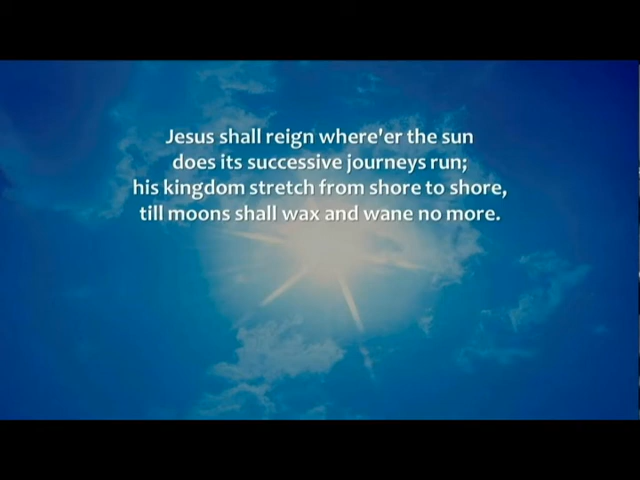 Jesus shall reign where'er the sun
does its successive journeys run;
his kingdom stretch from shore to shore,
till moons shall wax and wane no more.